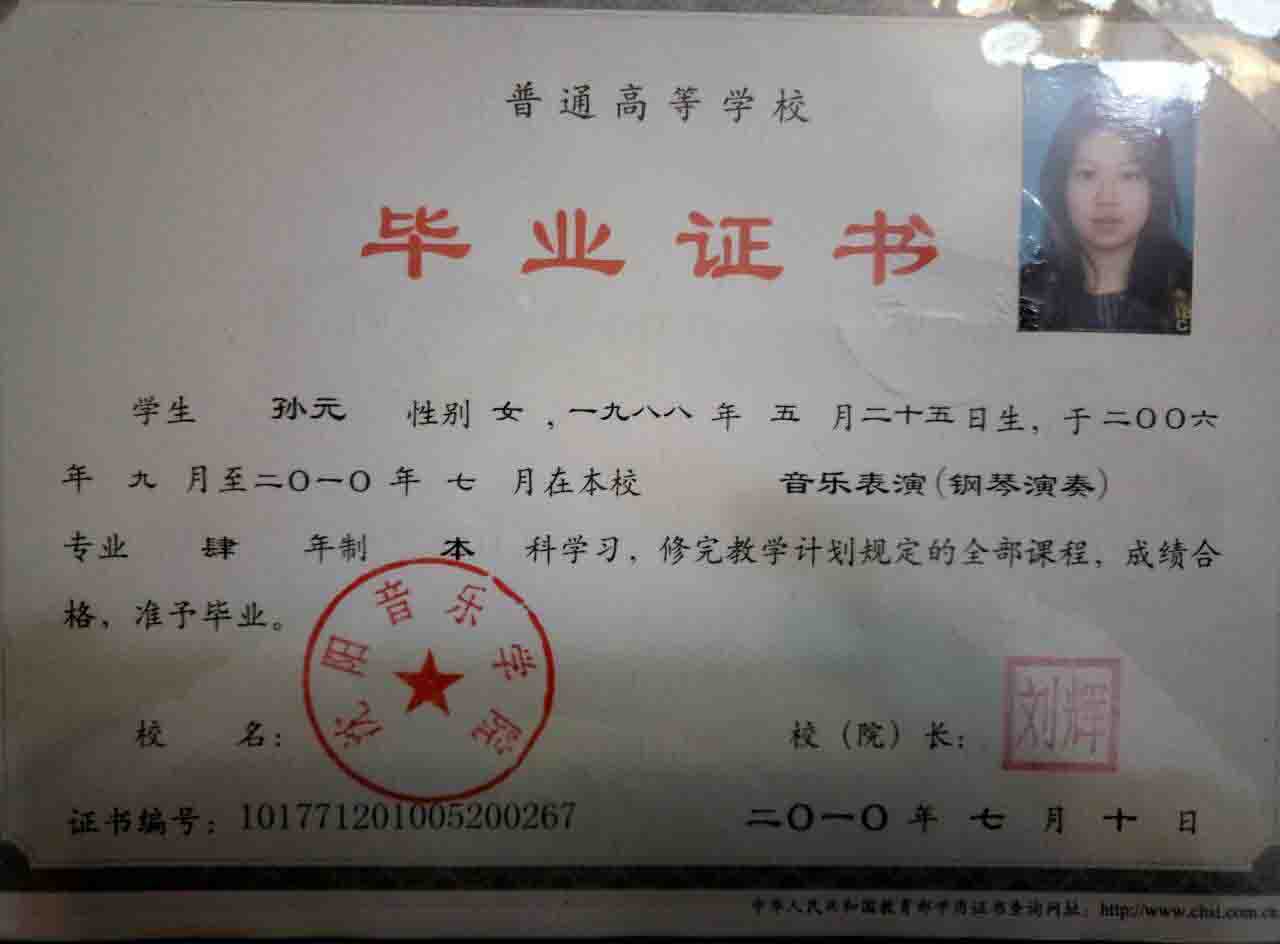 普通高等学校
毕业证书
学生 孙元 性别 女，一九八八 年 五 月二十五日生，于二〇〇六
年 九 月至二〇一〇年 七 月在本校 音乐表演(钢琴演奏)
专业 肆 年制 本 科学习，修完教学计划规定的全部课程，成绩合
格，准予毕业。
沈阳音乐学院
校 名：
校（院）长：
刘辉
证书编号：101771201005200267
二〇一〇年 七 月 十 日
中华人民共和国教育部学历证书查询网址：http://www.chsi.com.cn